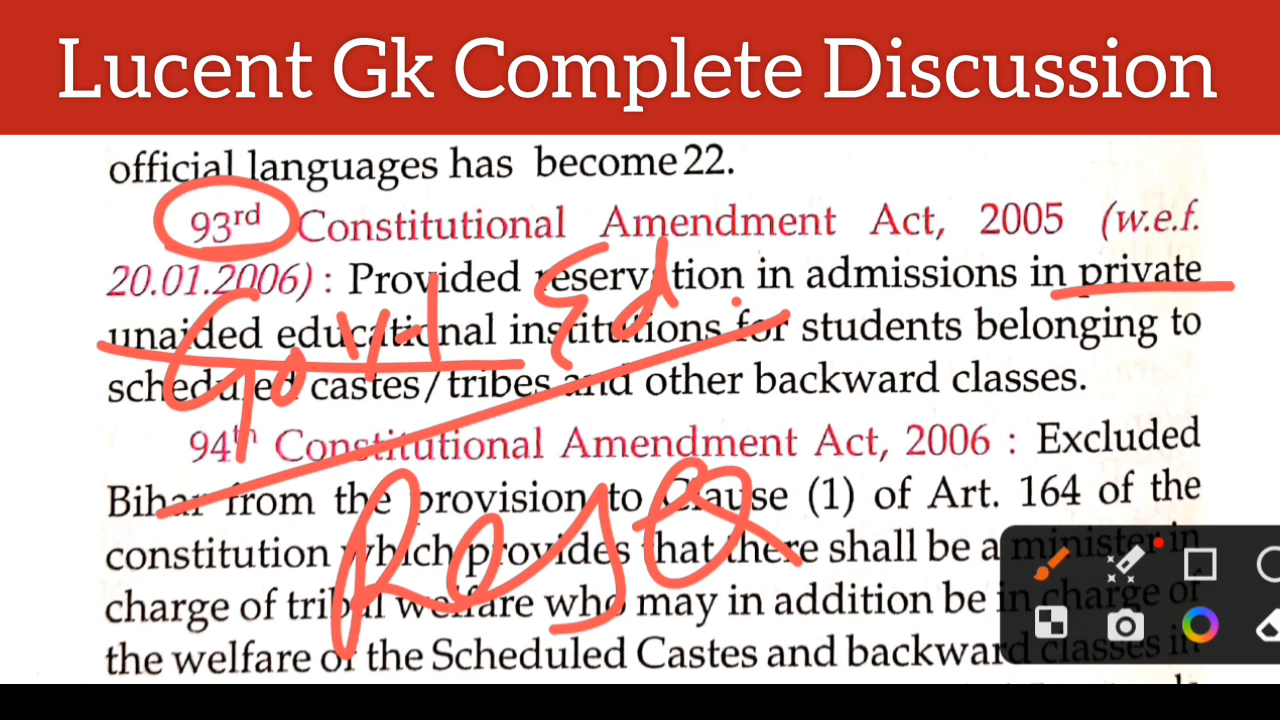 Lucent Gk Complete Discussion
official languages has become 22.
93rd Constitutional Amendment Act, 2005 (w.e.f.
20.01.2006) : Provided reservation in admissions in private
unaided educational institutions for students belonging to
scheduled castes/tribes and other backward classes.
Govt Ed.
94th Constitutional Amendment Act, 2006 : Excluded
Bihar from the provision to Clause (1) of Art. 164 of the
constitution which provides that there shall be a minister in
charge of tribal welfare who may in addition be in charge of
the welfare of the Scheduled Castes and backward classes in